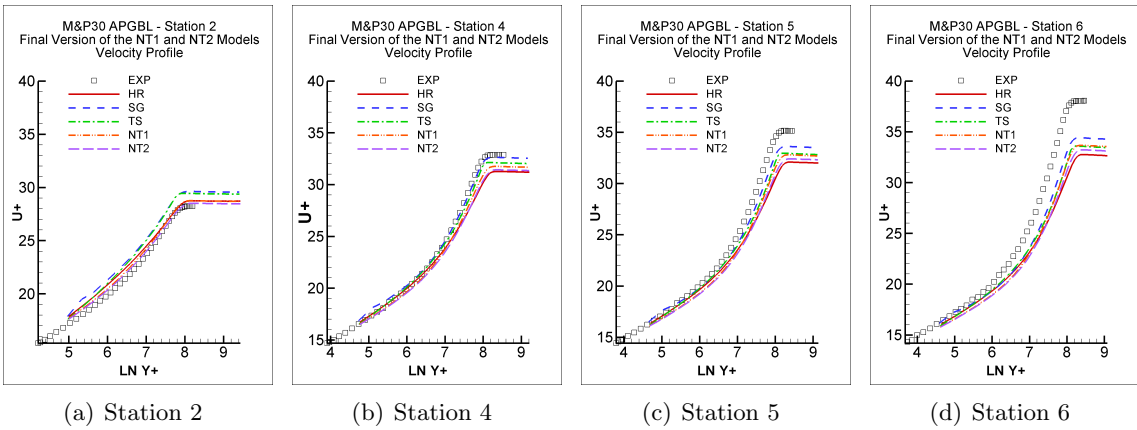 M&P30 APGBL - Station 2
Final Version of the NT1 and NT2 Models
Velocity Profile
40
35
30
25
20
U+
EXP
HR
SG
TS
NT1
NT2
5
6
7
8
9
LN Y+
(a) Station 2
M&P30 APGBL - Station 4
Final Version of the NT1 and NT2 Models
Velocity Profile
40
35
30
25
20
15
U+
EXP
HR
SG
TS
NT1
NT2
4
5
6
7
8
9
LN Y+
(b) Station 4
M&P30 APGBL - Station 5
Final Version of the NT1 and NT2 Models
Velocity Profile
40
35
30
25
20
15
U+
EXP
HR
SG
TS
NT1
NT2
4
5
6
7
8
9
LN Y+
(c) Station 5
M&P30 APGBL - Station 6
Final Version of the NT1 and NT2 Models
Velocity Profile
40
35
30
25
20
15
U+
EXP
HR
SG
TS
NT1
NT2
4
5
6
7
8
9
LN Y+
(d) Station 6